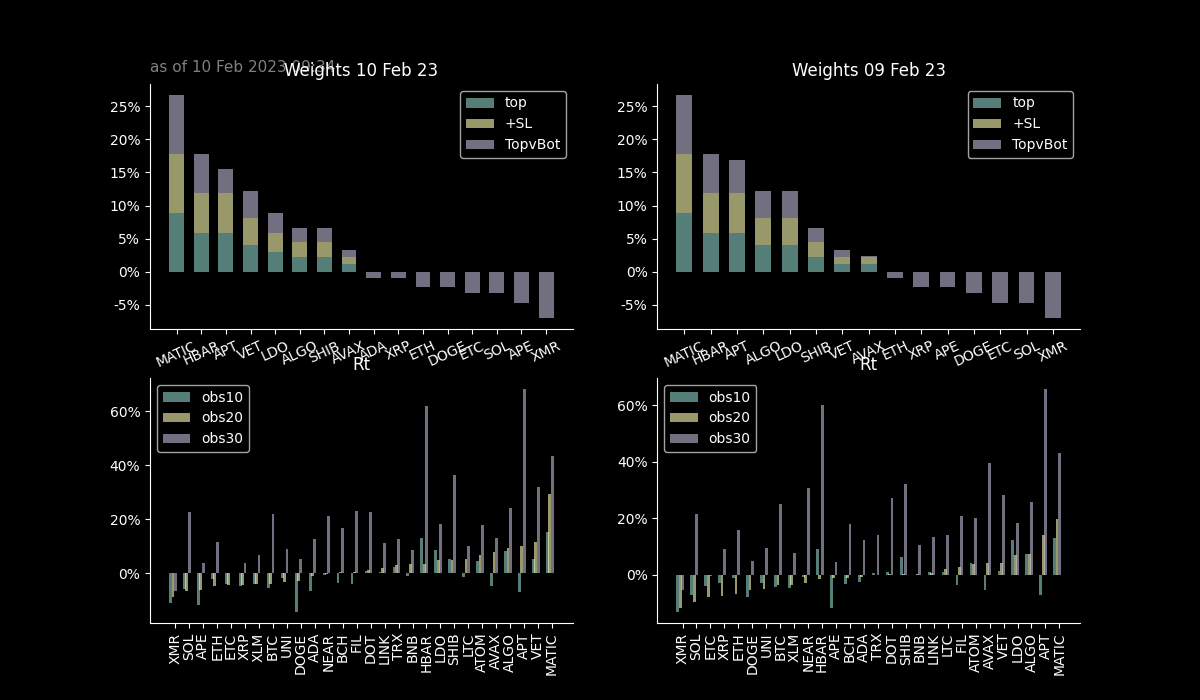 as of 10 Feb 2023
Weights 10 Feb 23
Weights 09 Feb 23
25%
20%
15%
10%
5%
0%
-5%
top
+SL
TopvBot
MATIC HBAR APT VET LDO ALGO SHIB AVAX ADA XRP ETH DOGE ETC SOL APE XMR
25%
20%
15%
10%
5%
0%
-5%
top
+SL
TopvBot
MATIC HBAR APT ALGO LDO SHIB VET AVAX ETH XRP APE DOGE ETC SOL XMR
Rt
60%
40%
20%
0%
obs10
obs20
obs30
XMR SOL APE ETH ETC XRP XLM BTC UNI DOGE ADA NEAR BCH FIL DOT LINK TRX BNB HBAR LDO SHIB LTC ATOM AVAX ALGO APT VET MATIC
Rt
60%
40%
20%
0%
obs10
obs20
obs30
XMR SOL ETC XRP ETH DOGE UNI BTC XLM NEAR HBAR APE BCH ADA TRX DOT SHIB BNB LINK LTC FIL ATOM AVAX VET LDO ALGO APT MATIC